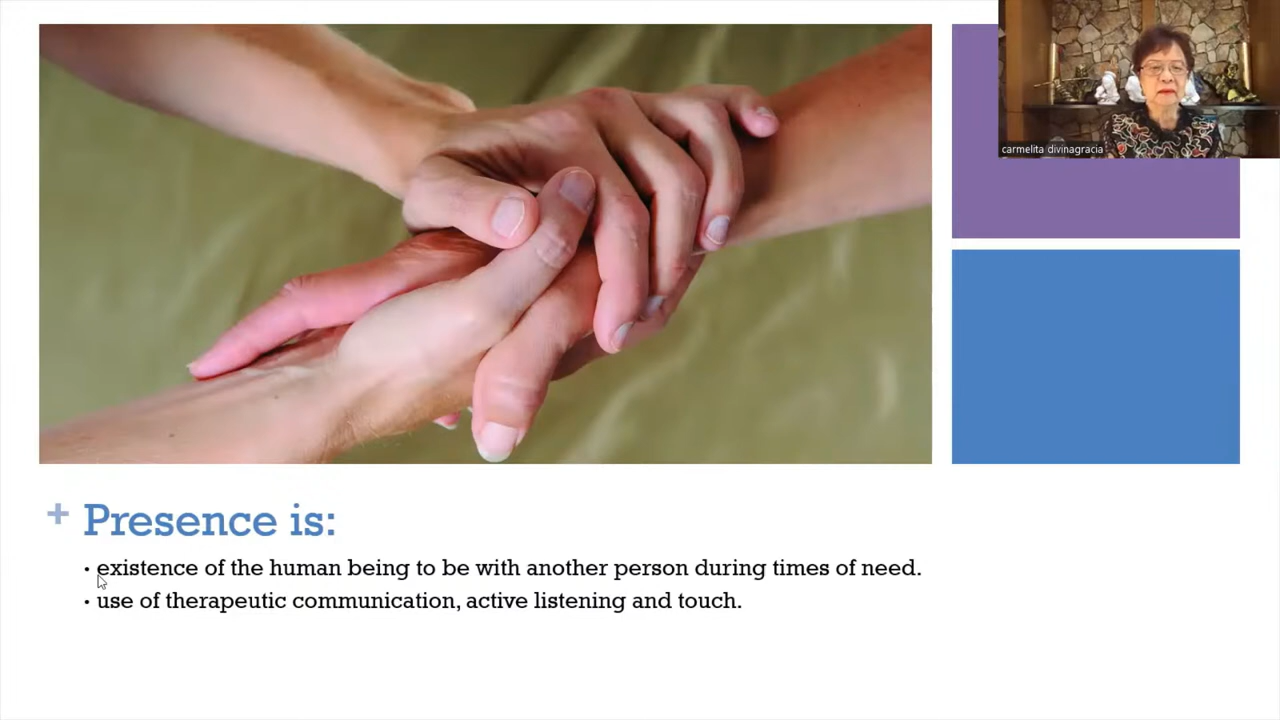 carmelita divinagracia
+ Presence is:
• existence of the human being to be with another person during times of need.
• use of therapeutic communication, active listening and touch.